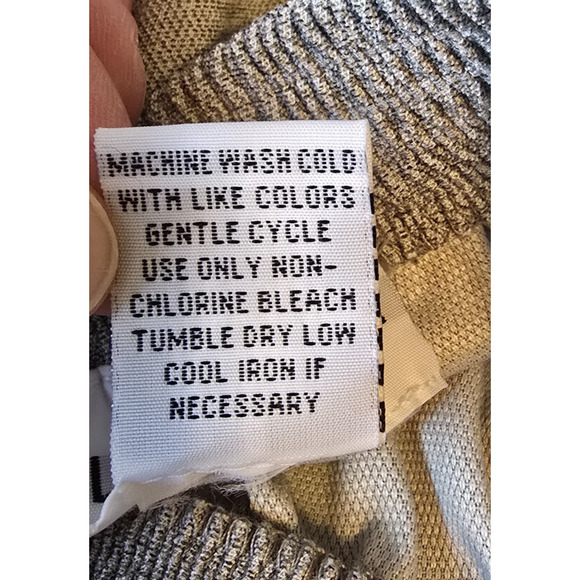 MACHINE WASH COLD
WITH LIKE COLORS
GENTLE CYCLE
USE ONLY NON-
CHLORINE BLEACH
TUMBLE DRY LOW
COOL IRON IF
NECESSARY